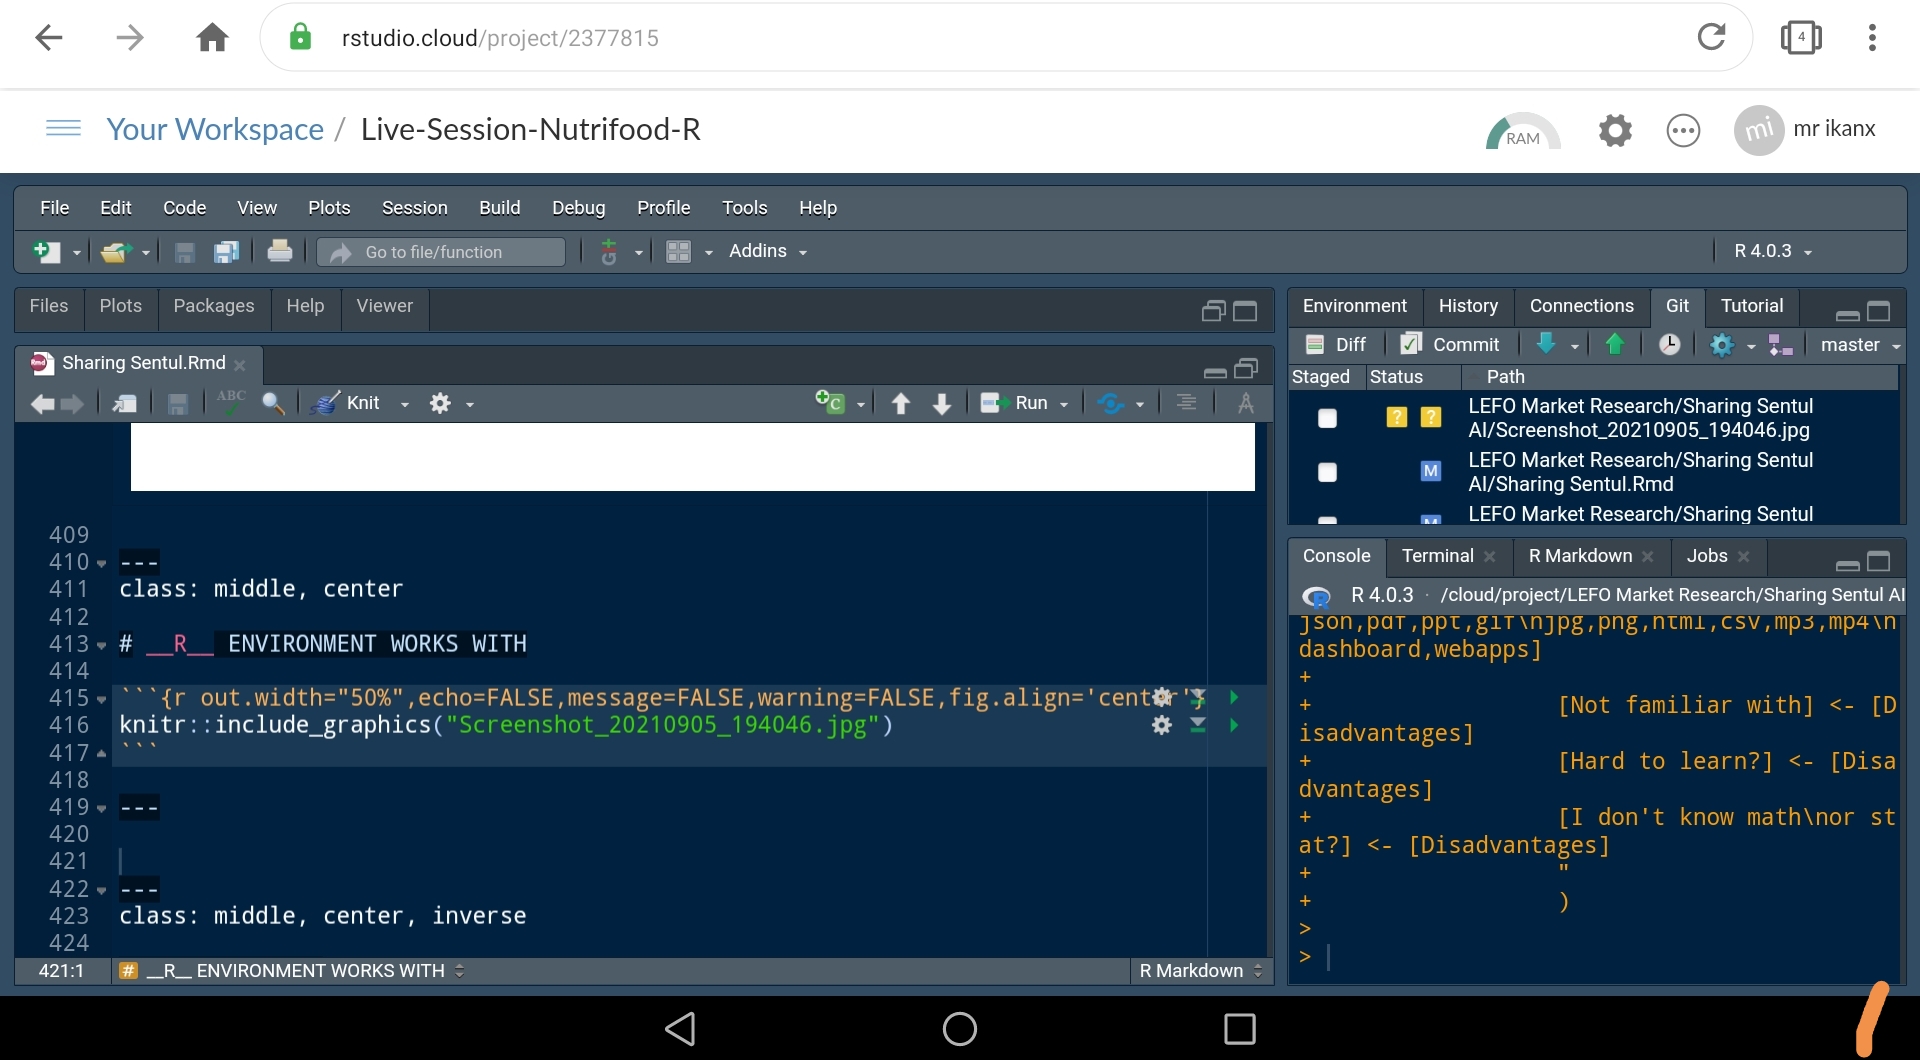 rstudio.cloud/project/2377815
4
Your Workspace / Live-Session-Nutrifood-R
RAM
mi
mr ikanx
File Edit Code View Plots Session Build Debug Profile Tools Help
Go to file/function
Addins
R 4.0.3
Files Plots Packages Help Viewer
Sharing Sentul.Rmd
ABC
Knit
Run
409
410 ---
411 class: middle, center
412
413 # __R__ ENVIRONMENT WORKS WITH
414
415 ```{r out.width="50%",echo=FALSE,message=FALSE,warning=FALSE,fig.align='center'}
416 knitr::include_graphics("Screenshot_20210905_194046.jpg")
417 ```
418
419 ---
420
421
422 ---
423 class: middle, center, inverse
424
421:1 # __R__ ENVIRONMENT WORKS WITH R Markdown
Environment History Connections Git Tutorial
Diff Commit master
Staged Status Path
? ? LEFO Market Research/Sharing Sentul
AI/Screenshot_20210905_194046.jpg
M LEFO Market Research/Sharing Sentul
AI/Sharing Sentul.Rmd
M LEFO Market Research/Sharing Sentul
Console Terminal R Markdown Jobs
R 4.0.3 · /cloud/project/LEFO Market Research/Sharing Sentul AI
json,pdf,ppt,gif\njpg,png,html,csv,mp3,mp4\n
dashboard,webapps]
+
+ [Not familiar with] <- [D
isadvantages]
+ [Hard to learn?] <- [Disa
dvantages]
+ [I don't know math\nor st
at?] <- [Disadvantages]
+ "
+ )
>
>